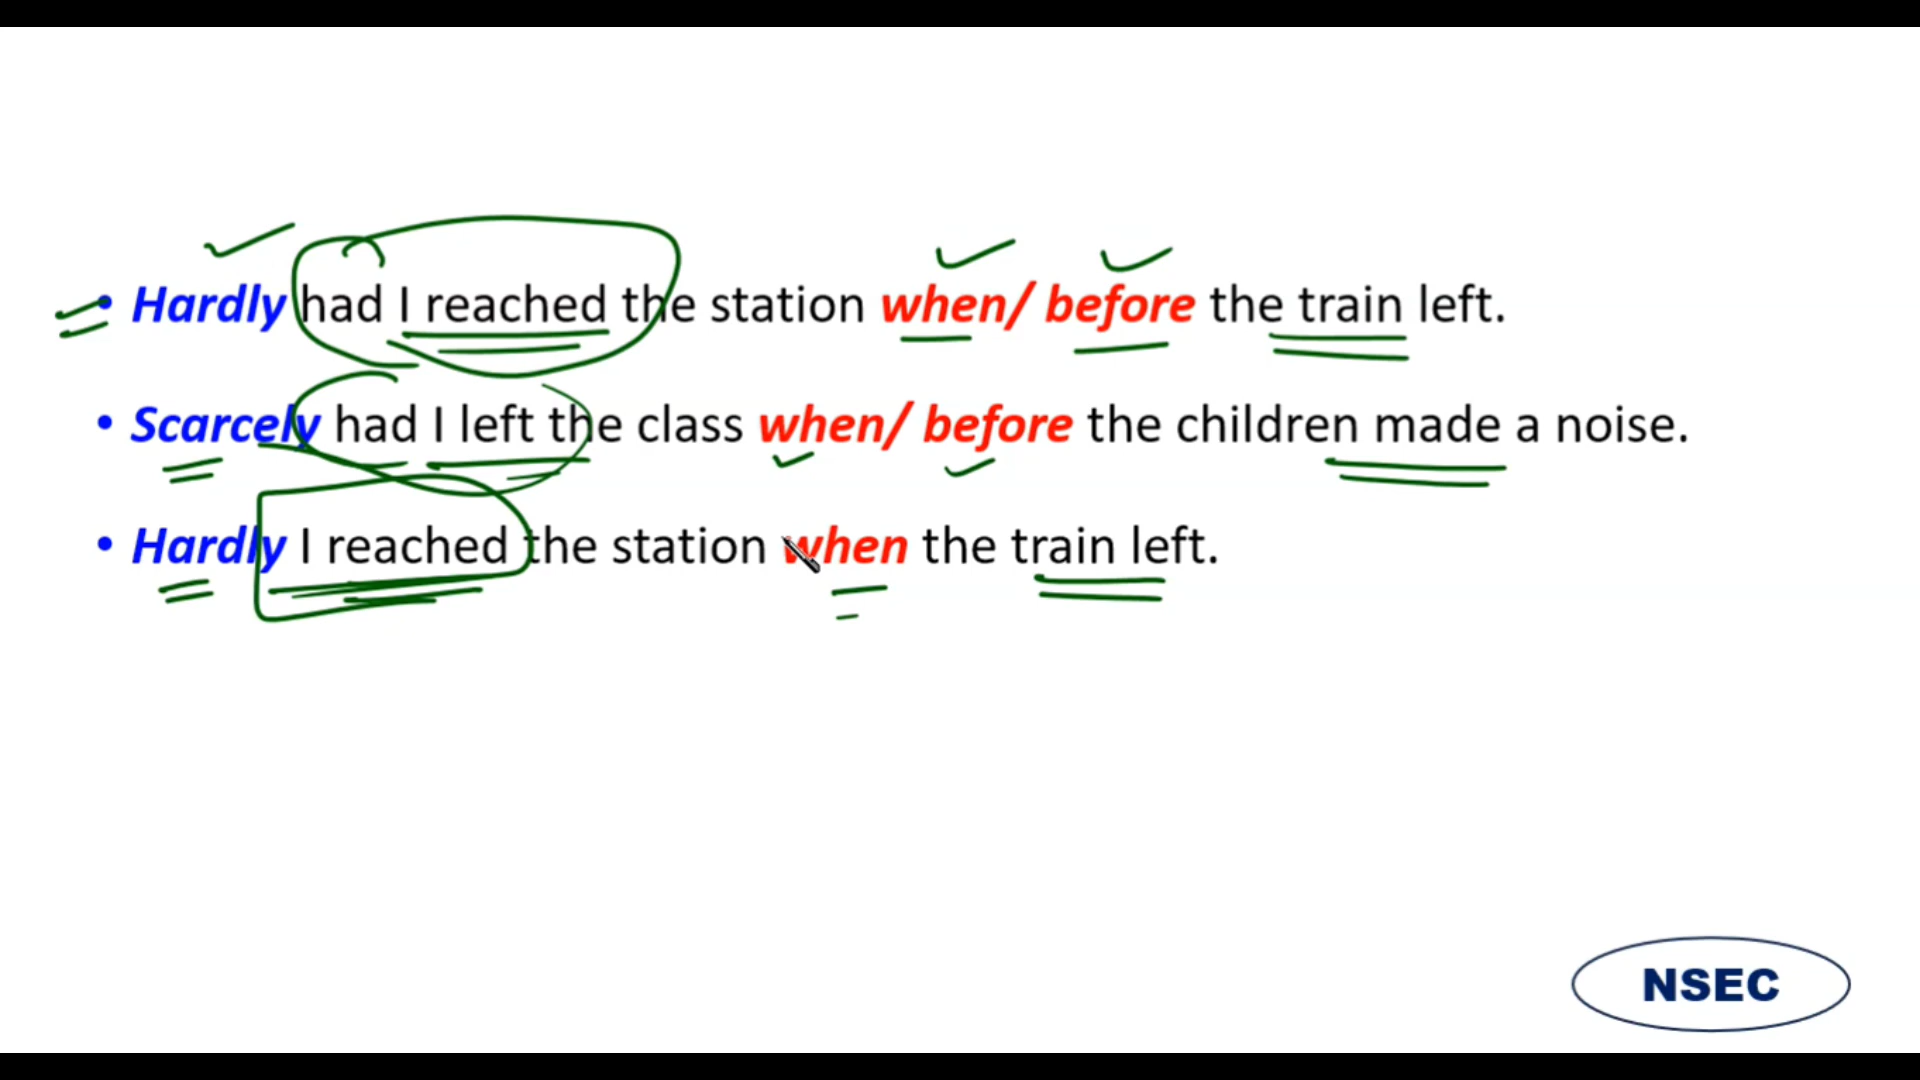 • Hardly had I reached the station when/ before the train left.
• Scarcely had I left the class when/ before the children made a noise.
• Hardly I reached the station when the train left.
NSEC